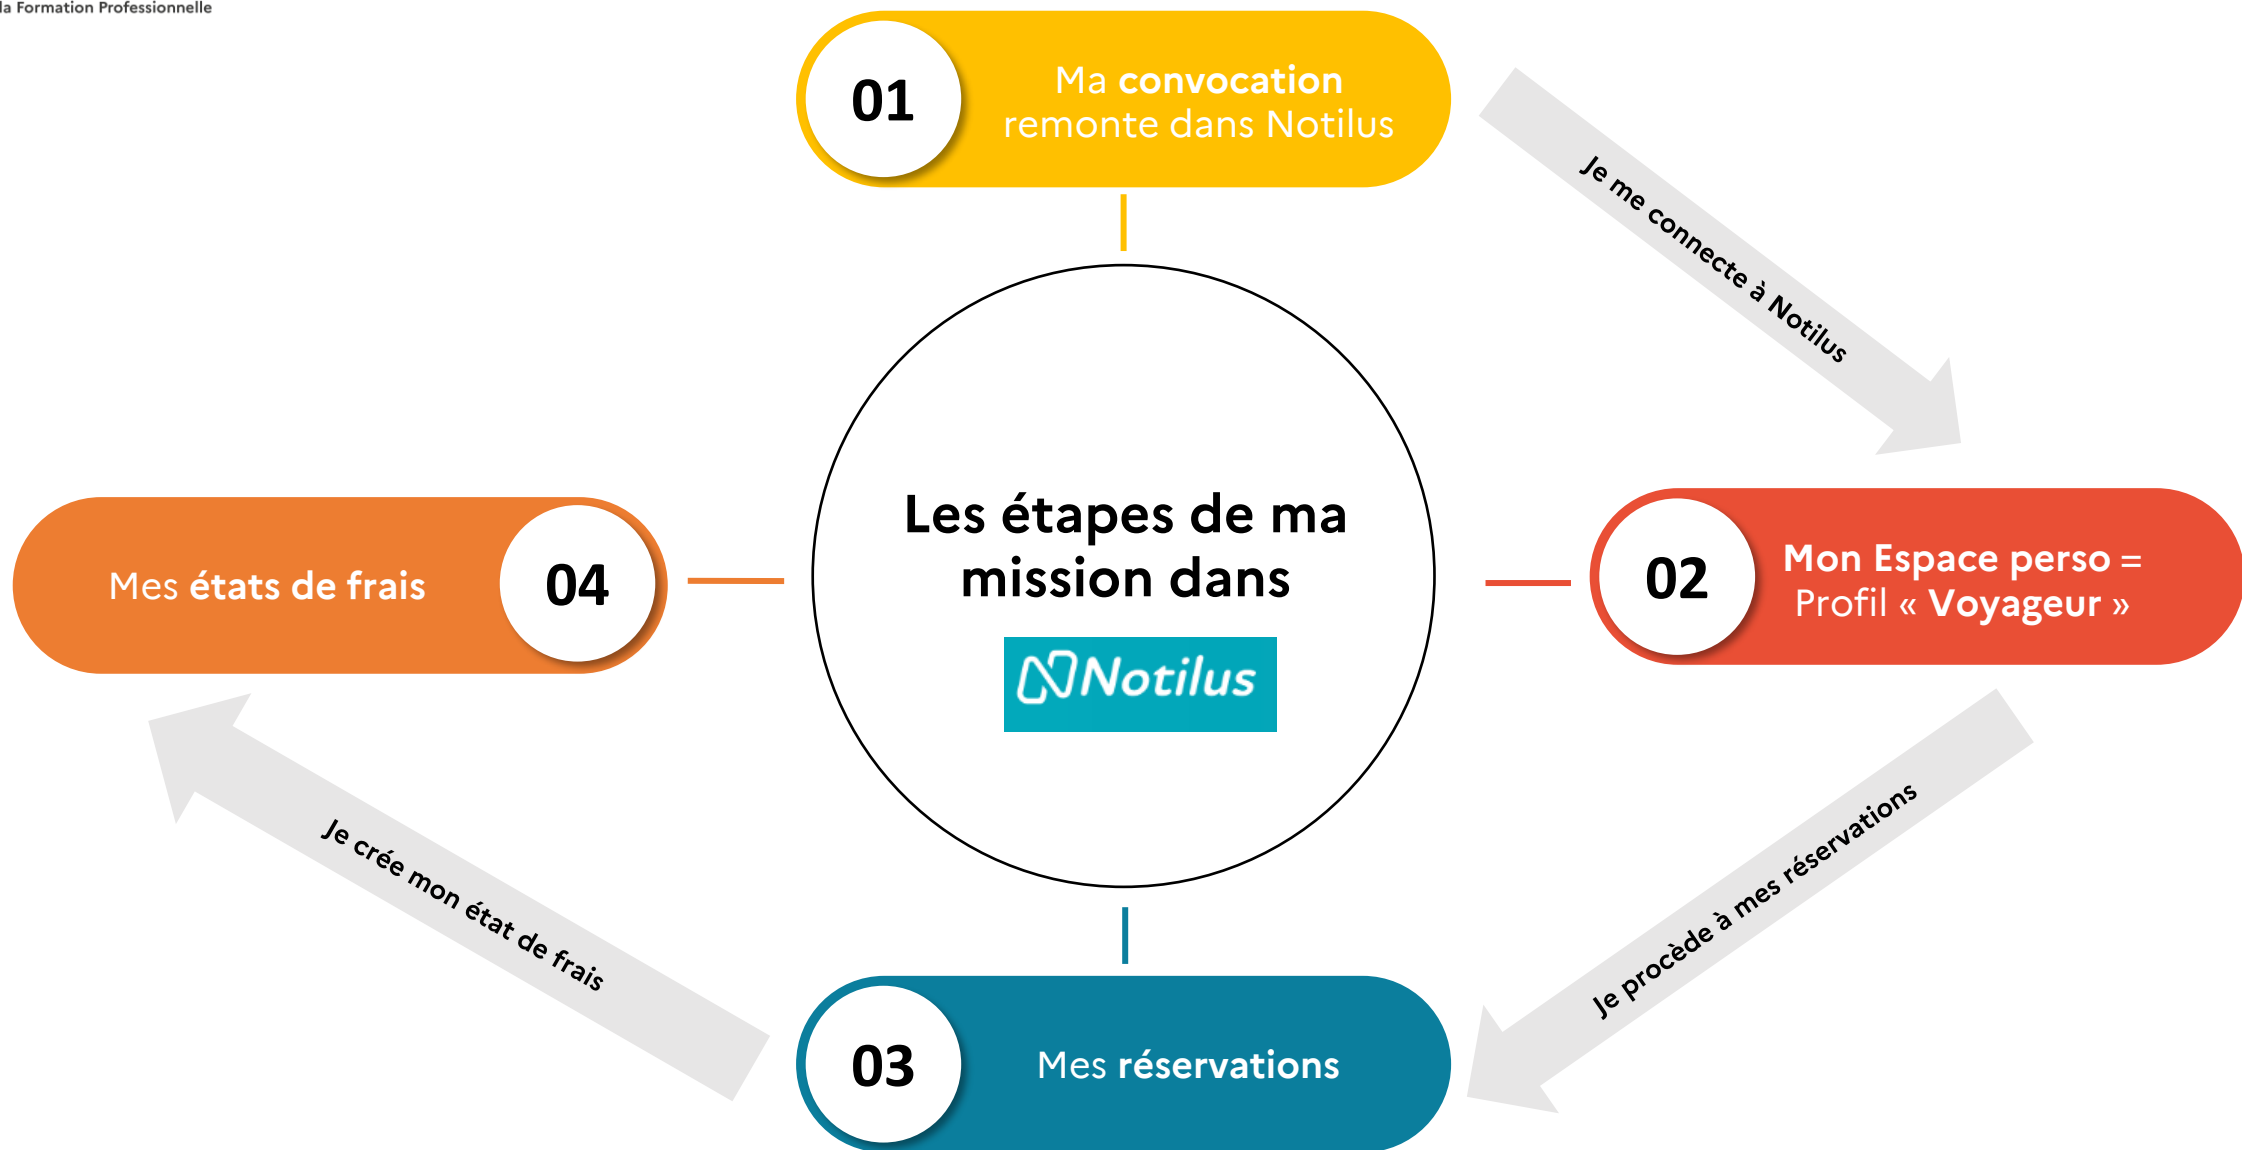 la Formation Professionnelle
01
Ma convocation
remonte dans Notilus
Je me connecte à Notilus
Les étapes de ma
mission dans
Notilus
02
Mon Espace perso =
Profil « Voyageur »
Je procède à mes réservations
03
Mes réservations
Je crée mon état de frais
04
Mes états de frais